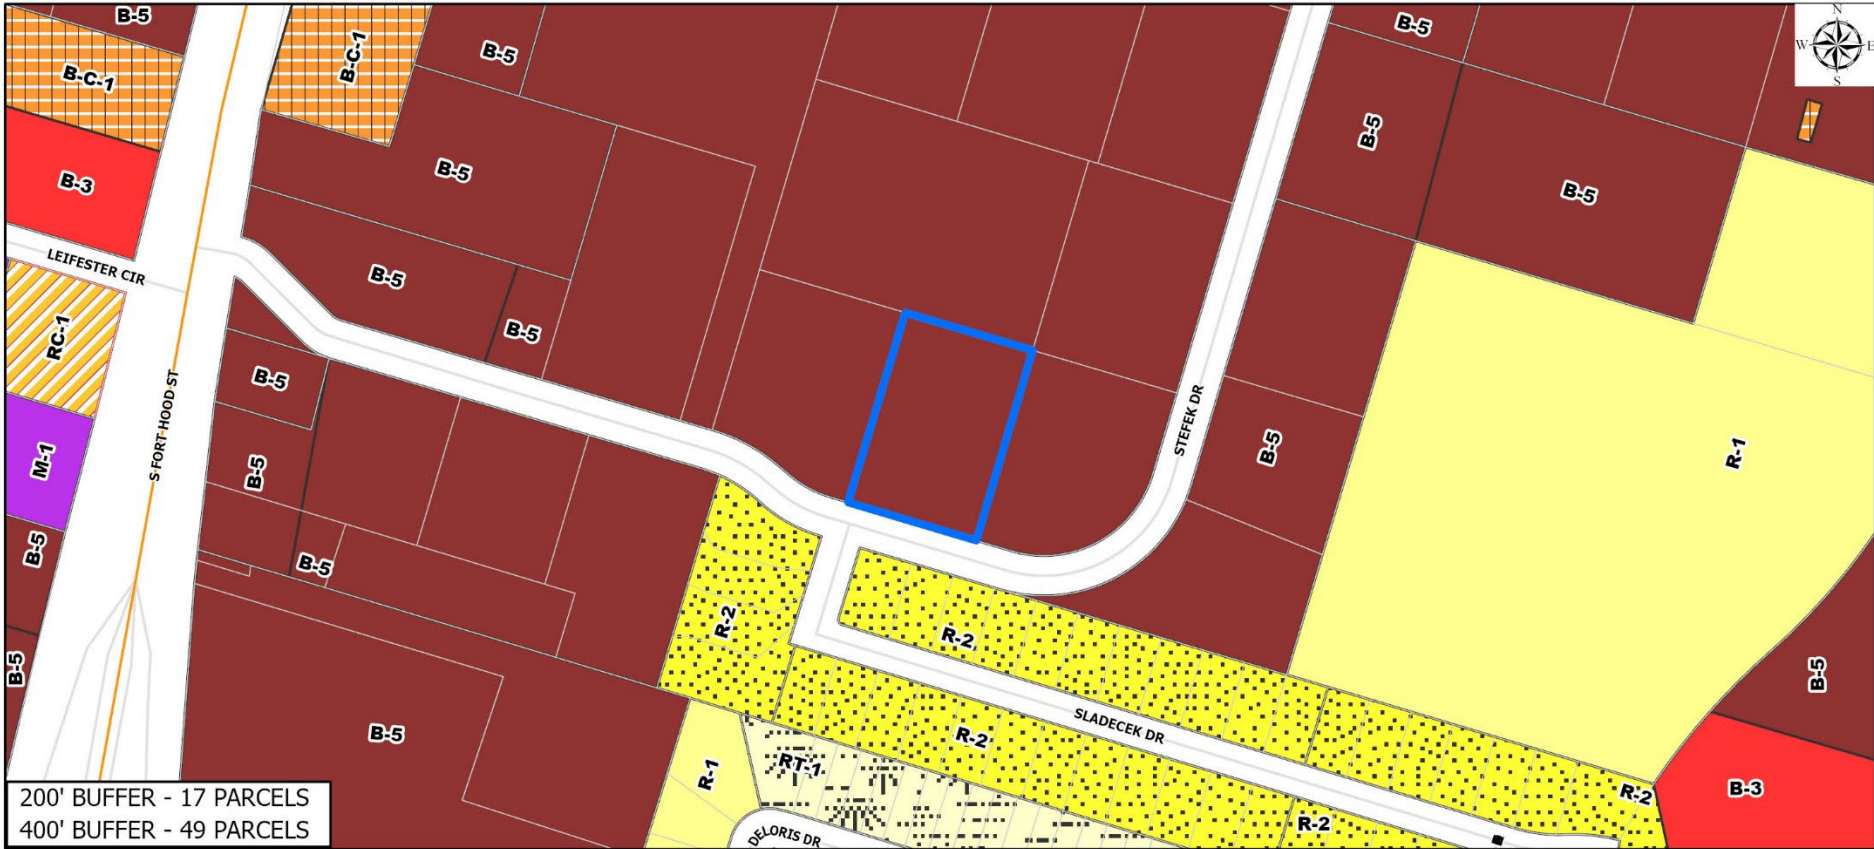 B-5
B-C-1
B-C-1
B-5
B-5
N
W
E
S
B-3
B-5
B-5
B-5
LEIFESTER CIR
B-5
B-5
RC-1
B-5
S FORT HOOD ST
STEFEK DR
M-1
B-5
B-5
R-1
B-5
B-5
R-2
R-2
B-5
B-5
B-5
R-2
SLADECEK DR
R-1
RT-1
R-2
R-2
B-3
DELORIS DR
200' BUFFER - 17 PARCELS
400' BUFFER - 49 PARCELS